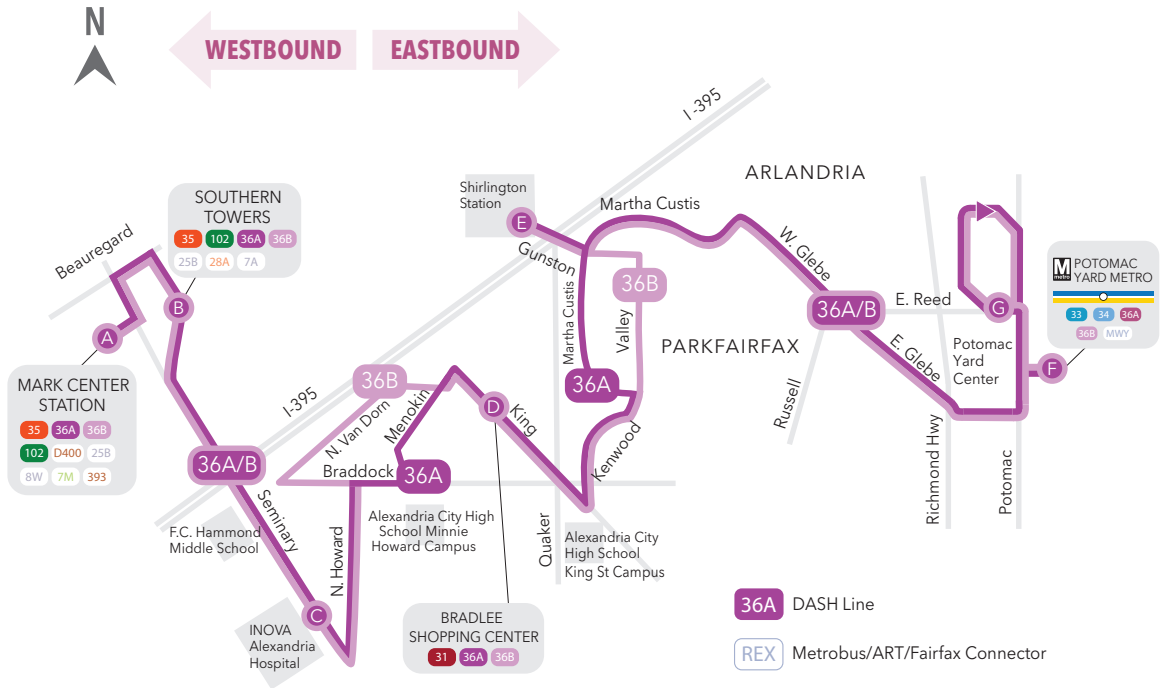 N
WESTBOUND
EASTBOUND
I -395
ARLANDRIA
SOUTHERN
TOWERS
35 102 36A 36B
25B 28A 7A
Beauregard
Shirlington
Station
E
Gunston
Martha Custis
W. Glebe
B
A
36B
Martha Custis
Valley
36A/B
E. Reed
G
M
metro
POTOMAC
YARD METRO
33 34 36A
36B MWY
PARKFAIRFAX
E. Glebe
Potomac
Yard
Center
F
MARK CENTER
STATION
35 36A 36B
102 D400 25B
8W 7M 393
I-395
36B
N. Van Dorn
Menokin
D
King
36A
Kenwood
Russell
Richmond Hwy
Potomac
36A/B
Braddock
36A
Seminary
F.C. Hammond
Middle School
N. Howard
Alexandria City High
School Minnie
Howard Campus
Quaker
Alexandria City
High School
King St Campus
C
INOVA
Alexandria
Hospital
BRADLEE
SHOPPING CENTER
31 36A 36B
36A DASH Line
REX Metrobus/ART/Fairfax Connector